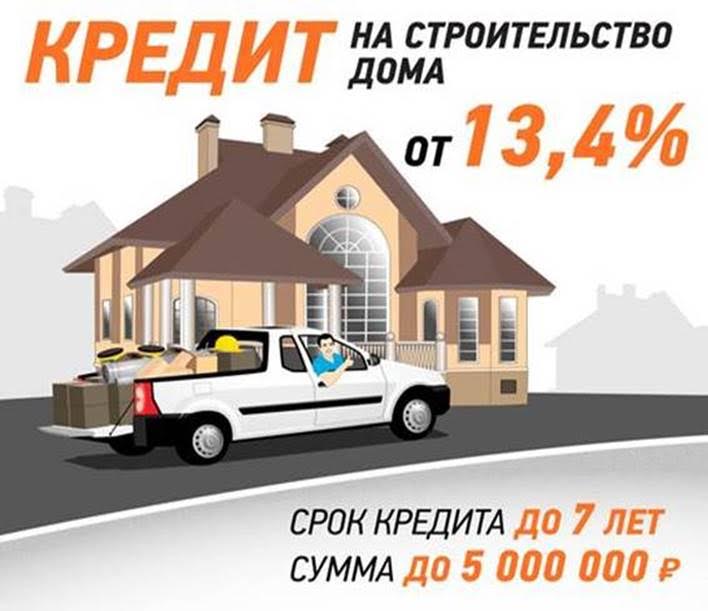 КРЕДИТ НА СТРОИТЕЛЬСТВО
ДОМА
ОТ 13,4%
СРОК КРЕДИТА ДО 7 ЛЕТ
СУММА ДО 5 000 000 ₽